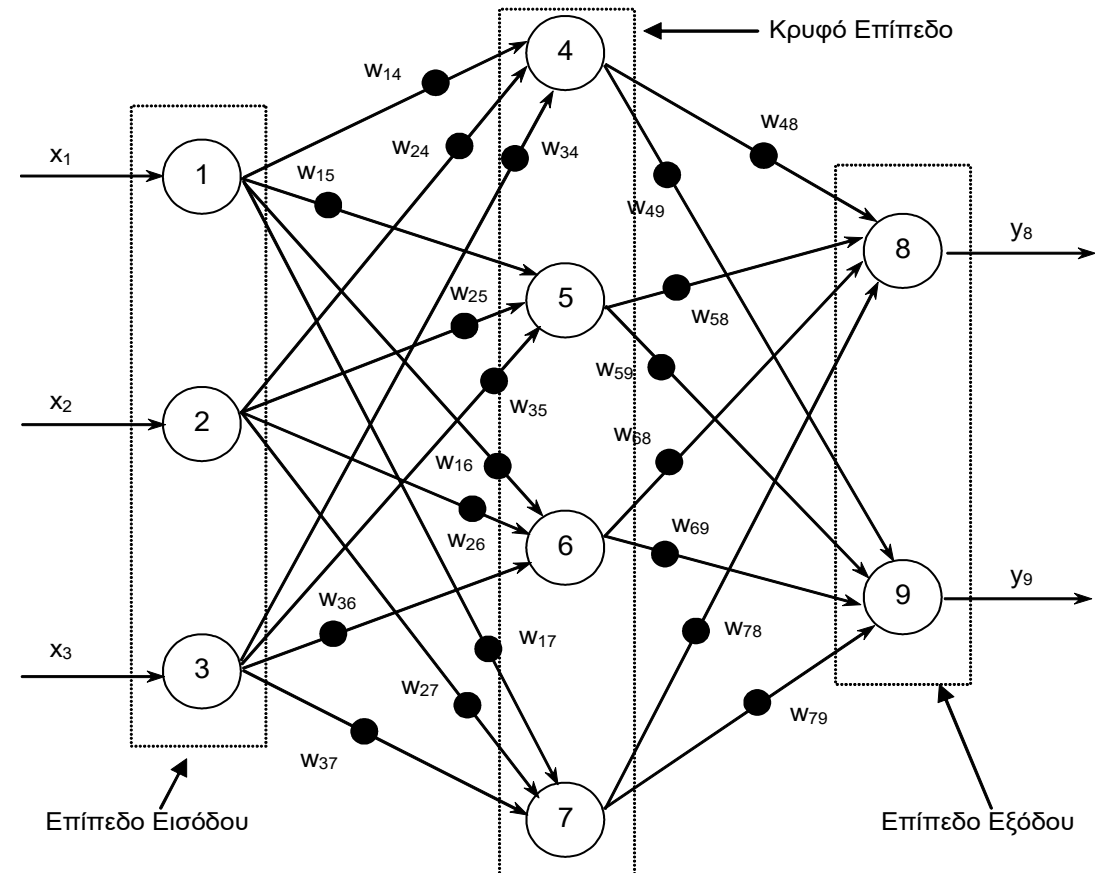 Κρυφό Επίπεδο
4
w₁₄
w₄₈
w₂₄
w₃₄
x₁
1
w₁₅
w₄₉
8
y₈
w₂₅
5
w₅₈
w₅₉
x₂
2
w₃₅
w₆₈
w₁₆
w₂₆
6
w₆₉
9
y₉
w₃₆
x₃
3
w₁₇
w₇₈
w₂₇
w₃₇
w₇₉
7
Επίπεδο Εισόδου
Επίπεδο Εξόδου